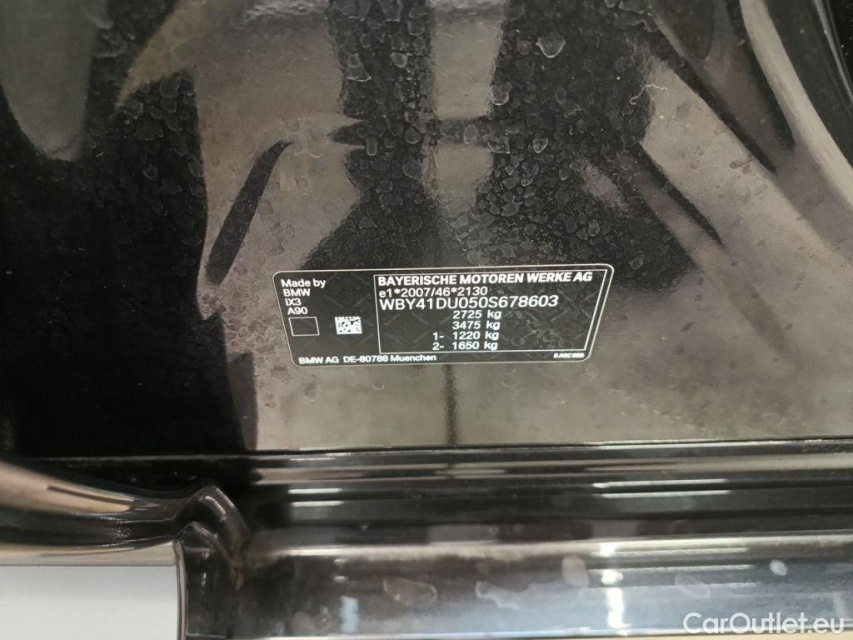 Made by
BMW
iX3
A90
BAYERISCHE MOTOREN WERKE AG
e1*2007/46*2130
WBY41DU050S678603
2725 kg
3475 kg
1- 1220 kg
2- 1650 kg
BMW AG DE-80788 Muenchen
CarOutlet.eu